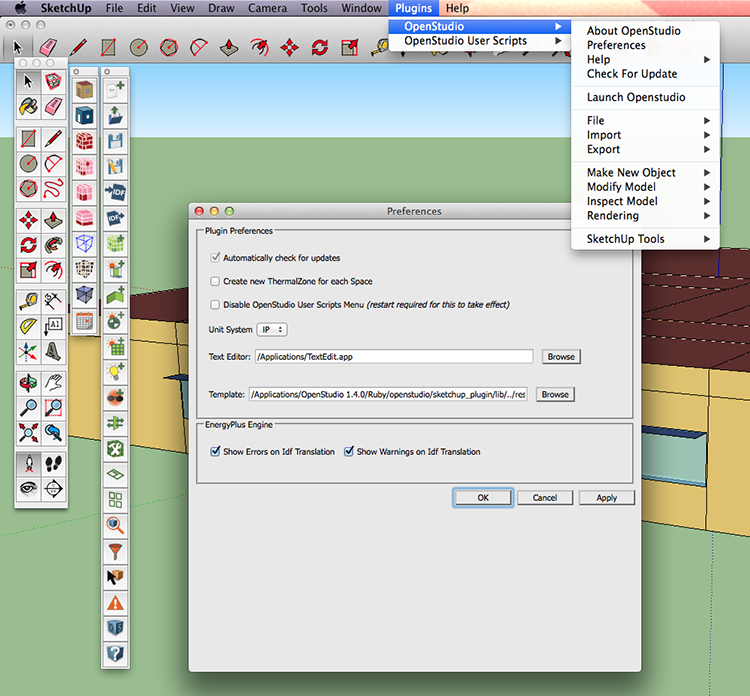 SketchUp File Edit View Draw Camera Tools Window Plugins Help
OpenStudio
OpenStudio User Scripts
About OpenStudio
Preferences
Help
Check For Update
Launch Openstudio
File
Import
Export
Make New Object
Modify Model
Inspect Model
Rendering
SketchUp Tools
A1
IDF
IDF
Preferences
Plugin Preferences
Automatically check for updates
Create new ThermalZone for each Space
Disable OpenStudio User Scripts Menu (restart required for this to take effect)
Unit System IP
Text Editor: /Applications/TextEdit.app Browse
Template: /Applications/OpenStudio 1.4.0/Ruby/openstudio/sketchup_plugin/lib/../res Browse
EnergyPlus Engine
Show Errors on Idf Translation Show Warnings on Idf Translation
OK Cancel Apply